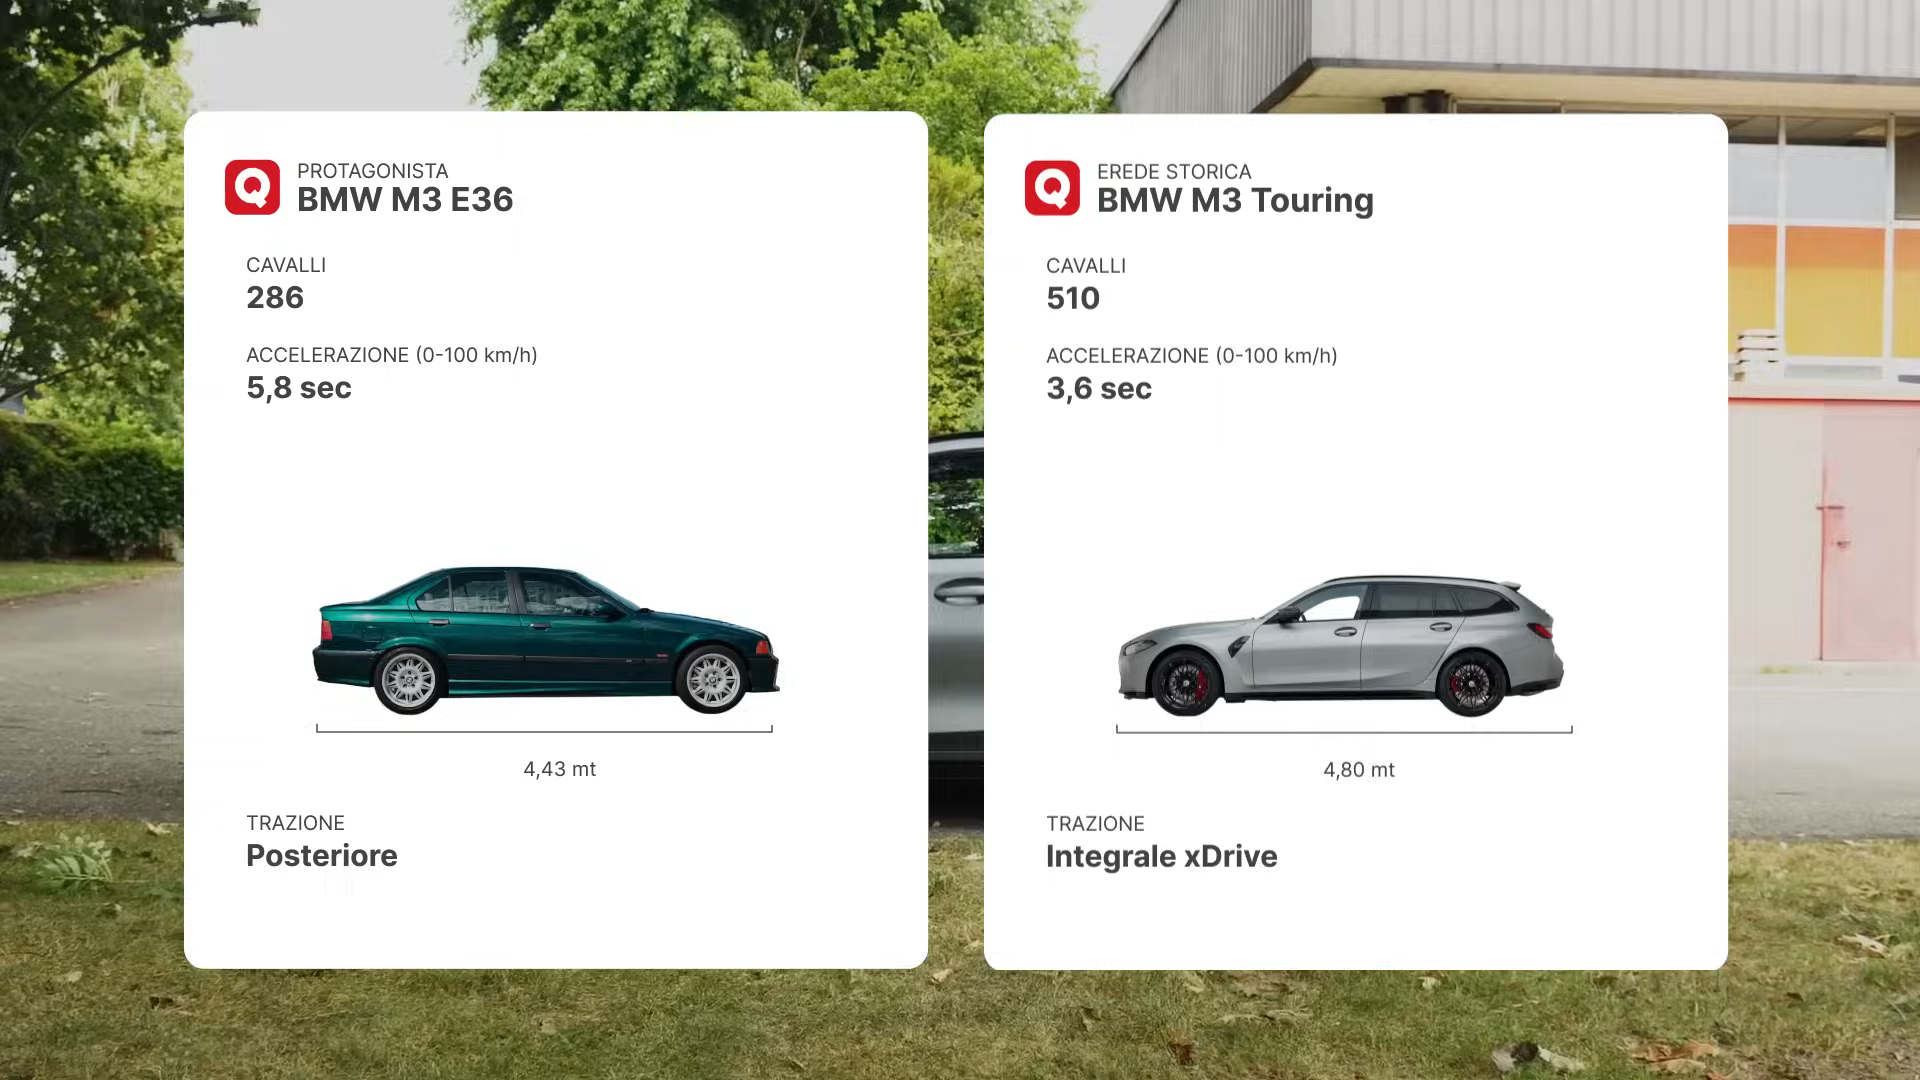 PROTAGONISTA
BMW M3 E36
CAVALLI
286
ACCELERAZIONE (0-100 km/h)
5,8 sec
4,43 mt
TRAZIONE
Posteriore
EREDE STORICA
BMW M3 Touring
CAVALLI
510
ACCELERAZIONE (0-100 km/h)
3,6 sec
4,80 mt
TRAZIONE
Integrale xDrive